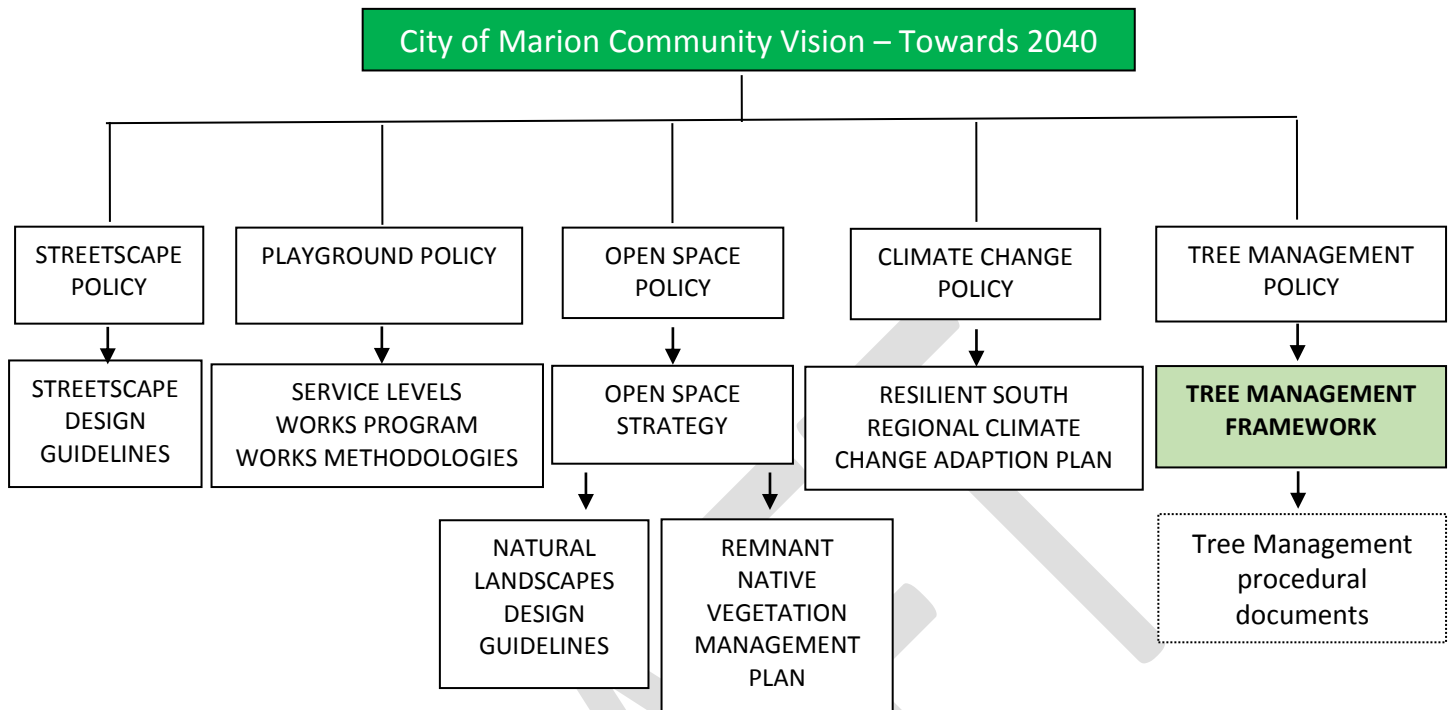 City of Marion Community Vision – Towards 2040
STREETSCAPE
POLICY
PLAYGROUND POLICY
OPEN SPACE
POLICY
CLIMATE CHANGE
POLICY
TREE MANAGEMENT
POLICY
STREETSCAPE
DESIGN
GUIDELINES
SERVICE LEVELS
WORKS PROGRAM
WORKS METHODOLOGIES
OPEN SPACE
STRATEGY
RESILIENT SOUTH
REGIONAL CLIMATE
CHANGE ADAPTION PLAN
TREE MANAGEMENT
FRAMEWORK
NATURAL
LANDSCAPES
DESIGN
GUIDELINES
REMNANT
NATIVE
VEGETATION
MANAGEMENT
PLAN
Tree Management
procedural
documents